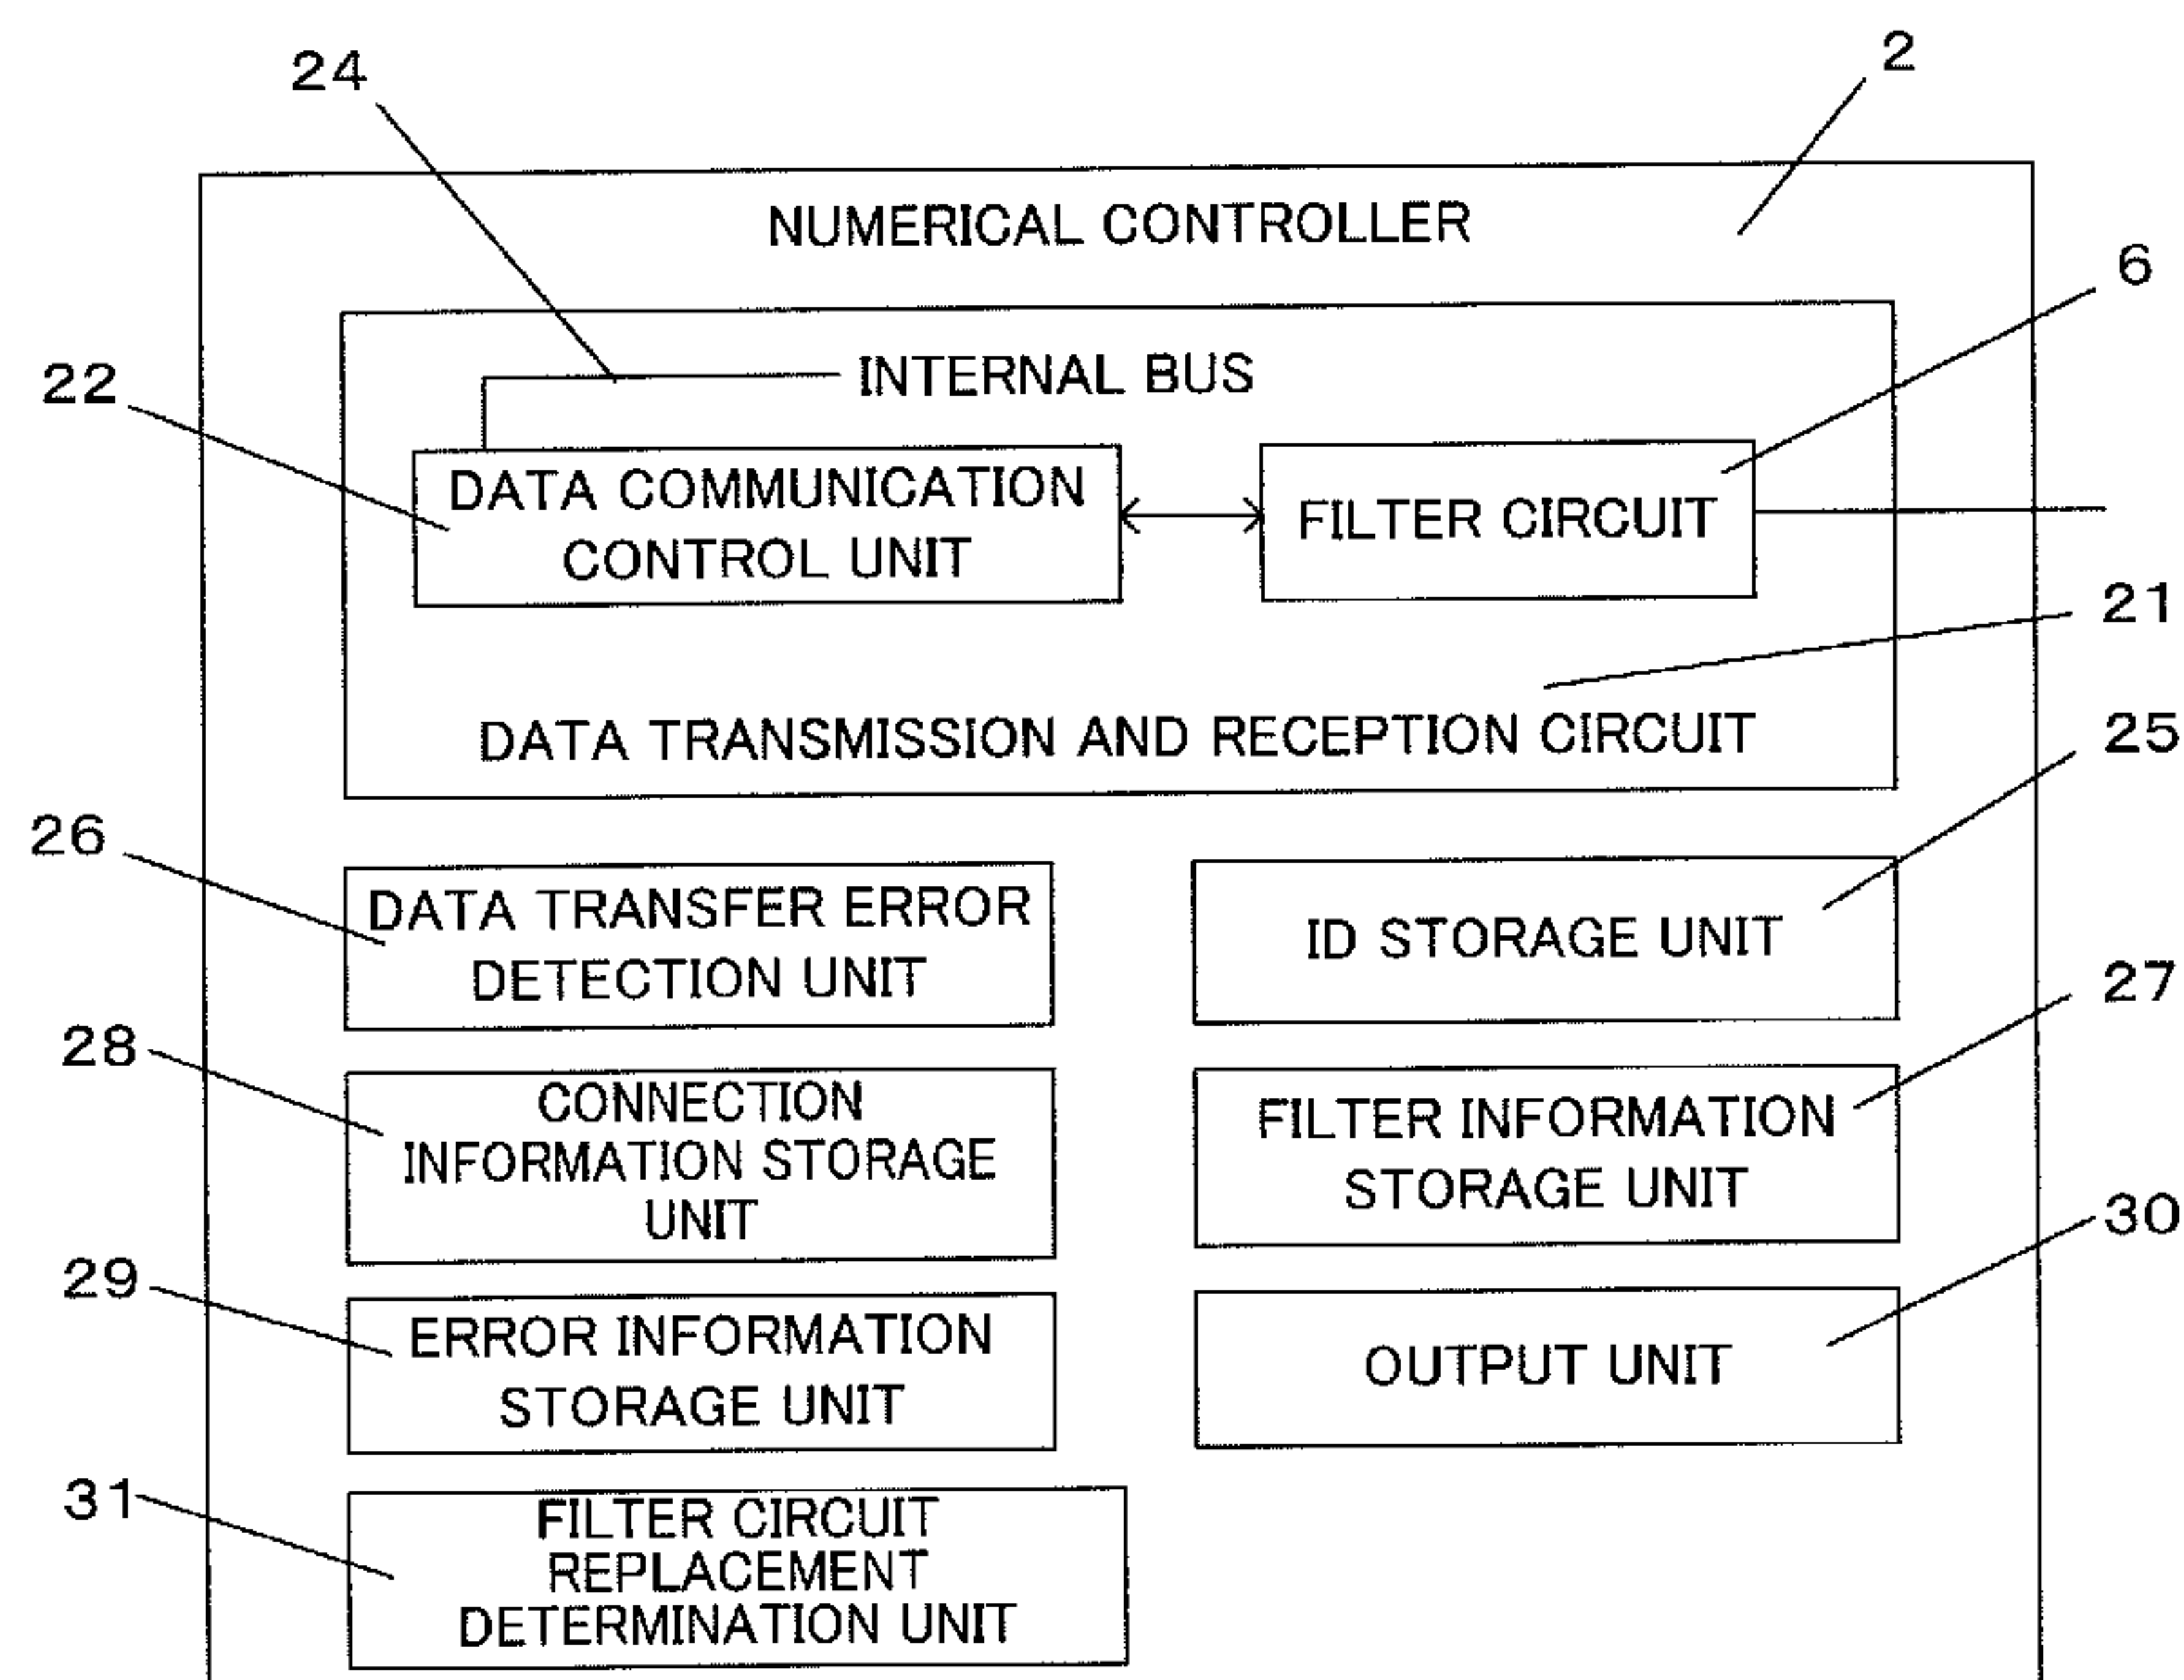 24
2
NUMERICAL CONTROLLER
6
INTERNAL BUS
22
DATA COMMUNICATION
CONTROL UNIT
FILTER CIRCUIT
21
DATA TRANSMISSION AND RECEPTION CIRCUIT
25
26
DATA TRANSFER ERROR
DETECTION UNIT
ID STORAGE UNIT
27
28
CONNECTION
INFORMATION STORAGE
UNIT
FILTER INFORMATION
STORAGE UNIT
30
29
ERROR INFORMATION
STORAGE UNIT
OUTPUT UNIT
31
FILTER CIRCUIT
REPLACEMENT
DETERMINATION UNIT